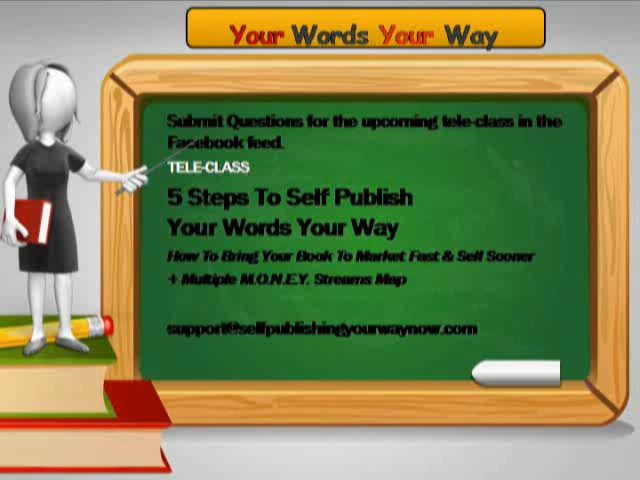 Your Words Your Way
Submit Questions for the upcoming tele-class in the
Facebook feed.
TELE-CLASS
5 Steps To Self Publish
Your Words Your Way
How To Bring Your Book To Market Fast & Sell Sooner
+ Multiple M.O.N.E.Y. Streams Map
support@selfpublishingyourwaynow.com